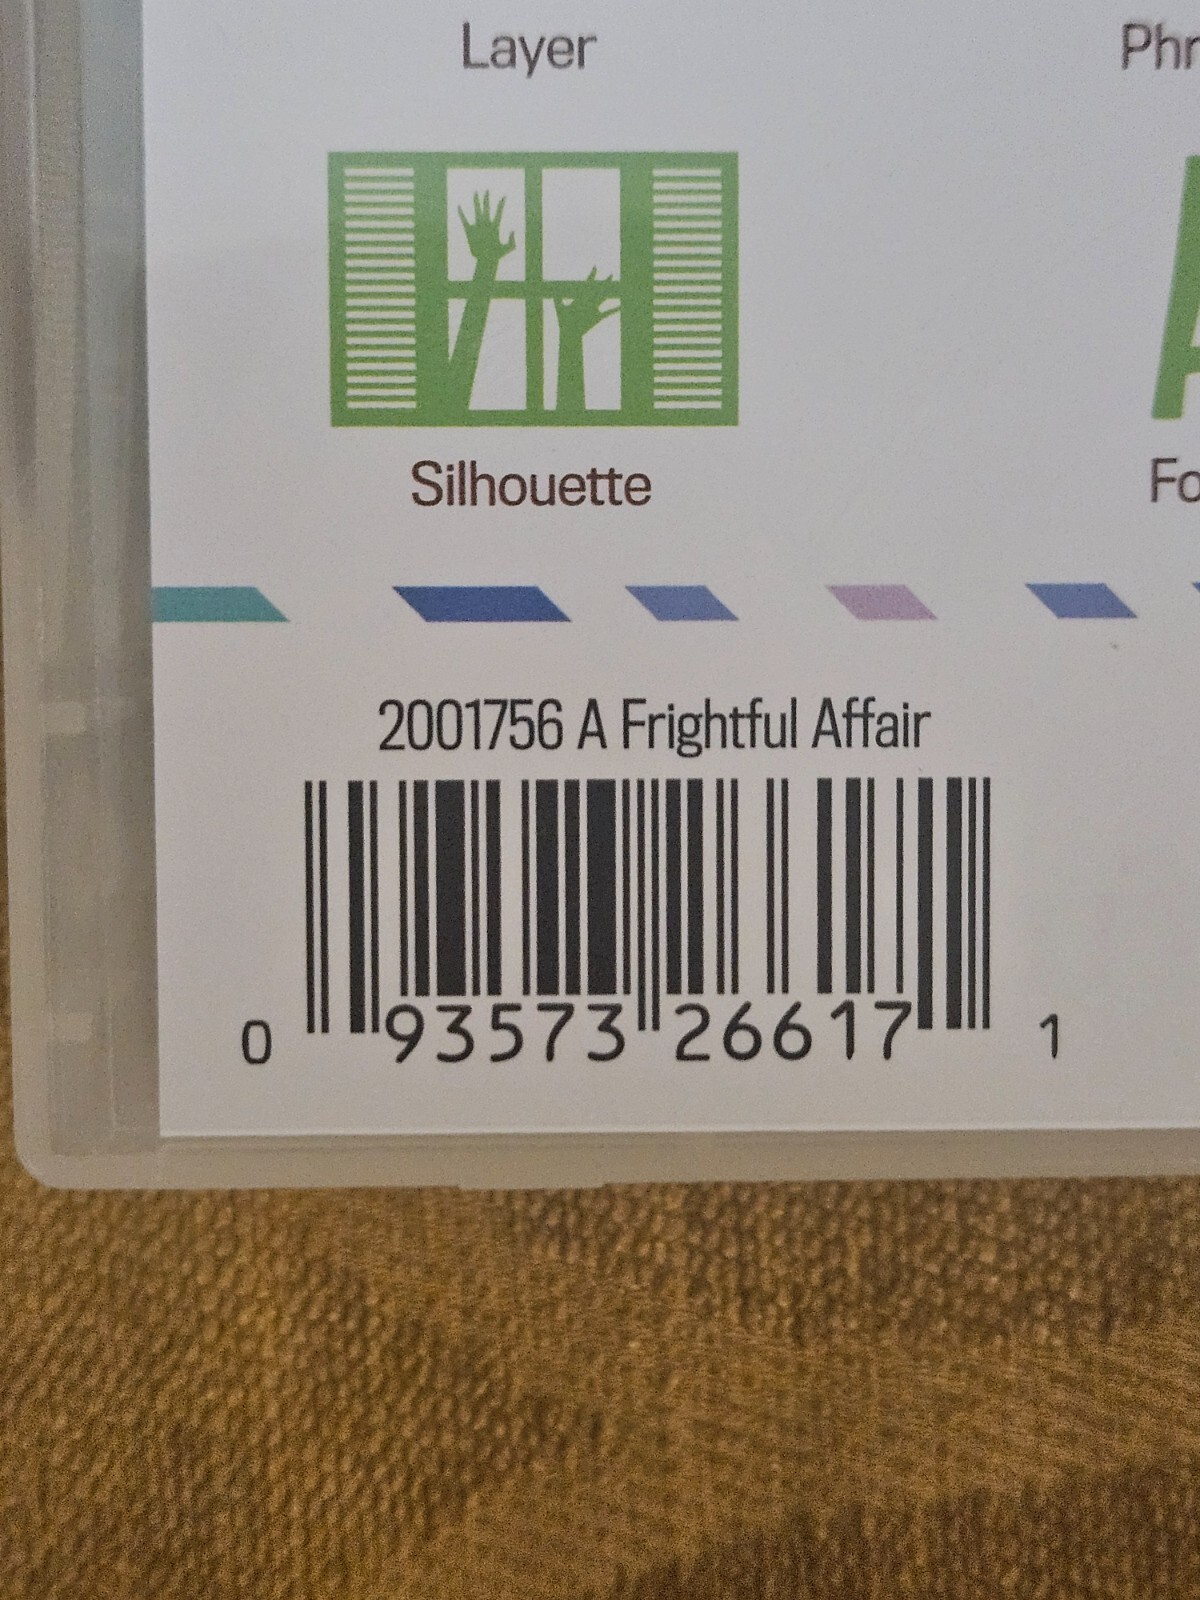 Layer
Silhouette
2001756 A Frightful Affair
0 93573 26617 1